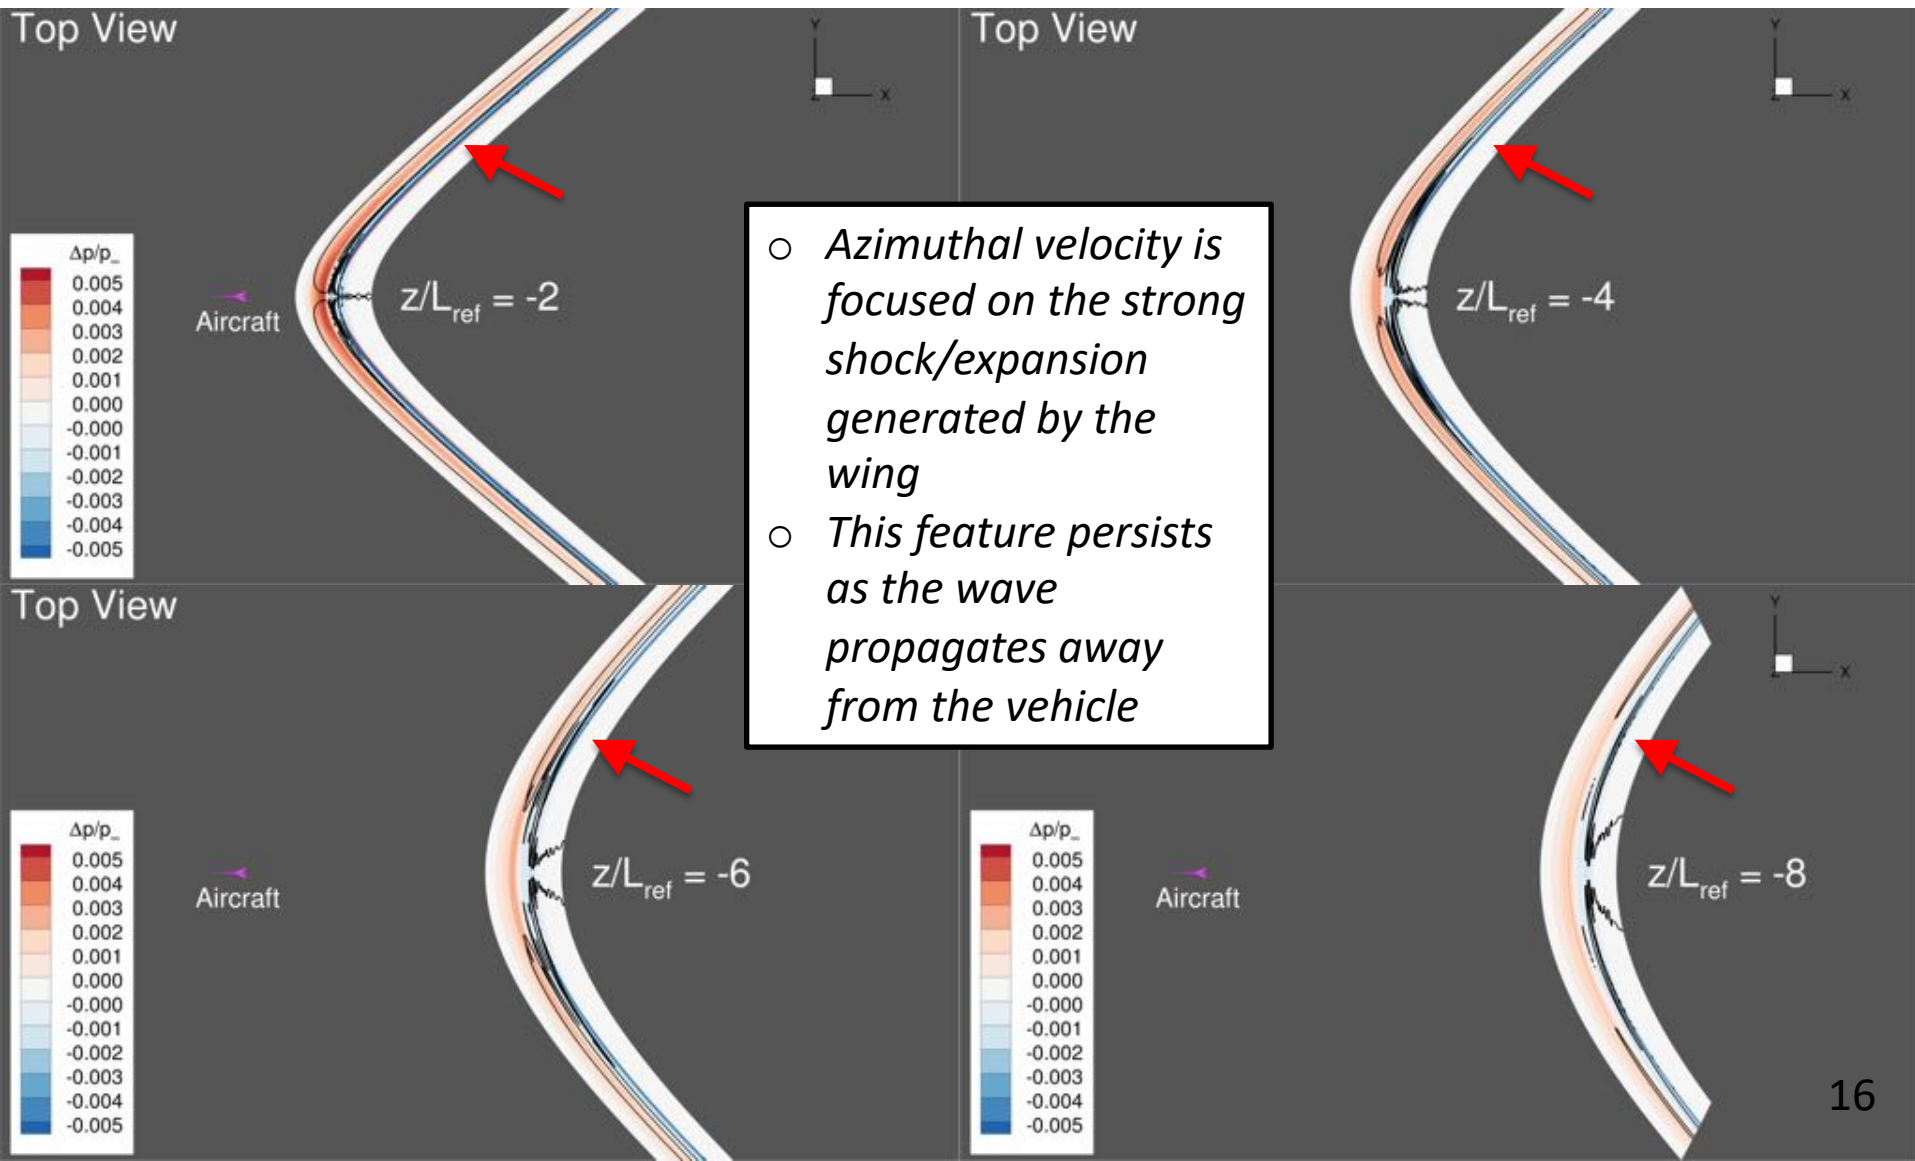 Top View
Y
X
Z
Δp/p_
0.005
0.004
0.003
0.002
0.001
0.000
-0.000
-0.001
-0.002
-0.003
-0.004
-0.005
Aircraft
z/Lref = -2
Top View
Y
X
Z
z/Lref = -4
○ Azimuthal velocity is
focused on the strong
shock/expansion
generated by the
wing
○ This feature persists
as the wave
propagates away
from the vehicle
Top View
Δp/p_
0.005
0.004
0.003
0.002
0.001
0.000
-0.000
-0.001
-0.002
-0.003
-0.004
-0.005
Aircraft
z/Lref = -6
Y
X
Z
Δp/p_
0.005
0.004
0.003
0.002
0.001
0.000
-0.000
-0.001
-0.002
-0.003
-0.004
-0.005
Aircraft
z/Lref = -8
16